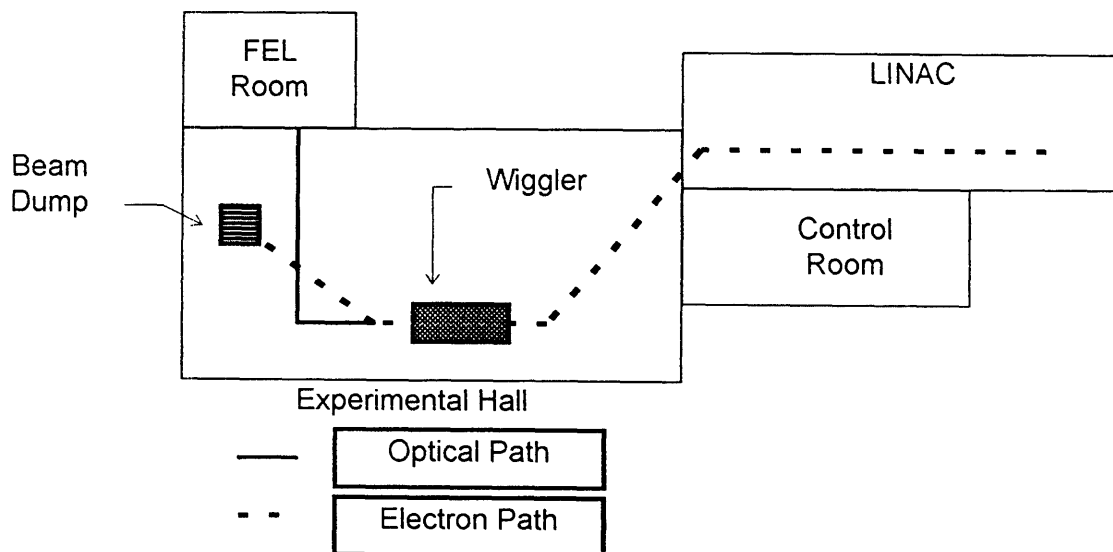 FEL
Room
LINAC
Beam
Dump
Wiggler
Control
Room
Experimental Hall
Optical Path
Electron Path